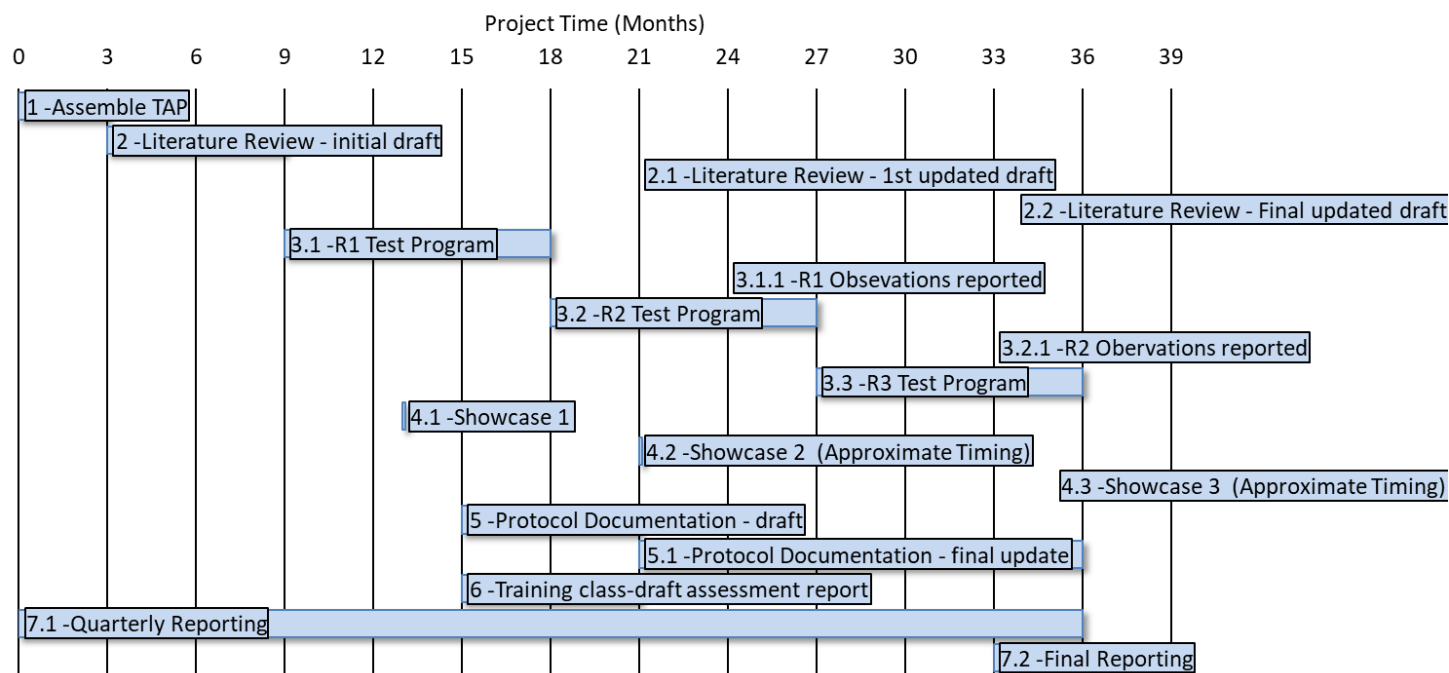 Project Time (Months)
0 3 6 9 12 15 18 21 24 27 30 33 36 39
1 -Assemble TAP
2 -Literature Review - initial draft
2.1 -Literature Review - 1st updated draft
2.2 -Literature Review - Final updated draft
3.1 -R1 Test Program
3.1.1 -R1 Obsevations reported
3.2 -R2 Test Program
3.2.1 -R2 Obervations reported
3.3 -R3 Test Program
4.1 -Showcase 1
4.2 -Showcase 2  (Approximate Timing)
4.3 -Showcase 3  (Approximate Timing)
5 -Protocol Documentation - draft
5.1 -Protocol Documentation - final update
6 -Training class-draft assessment report
7.1 -Quarterly Reporting
7.2 -Final Reporting